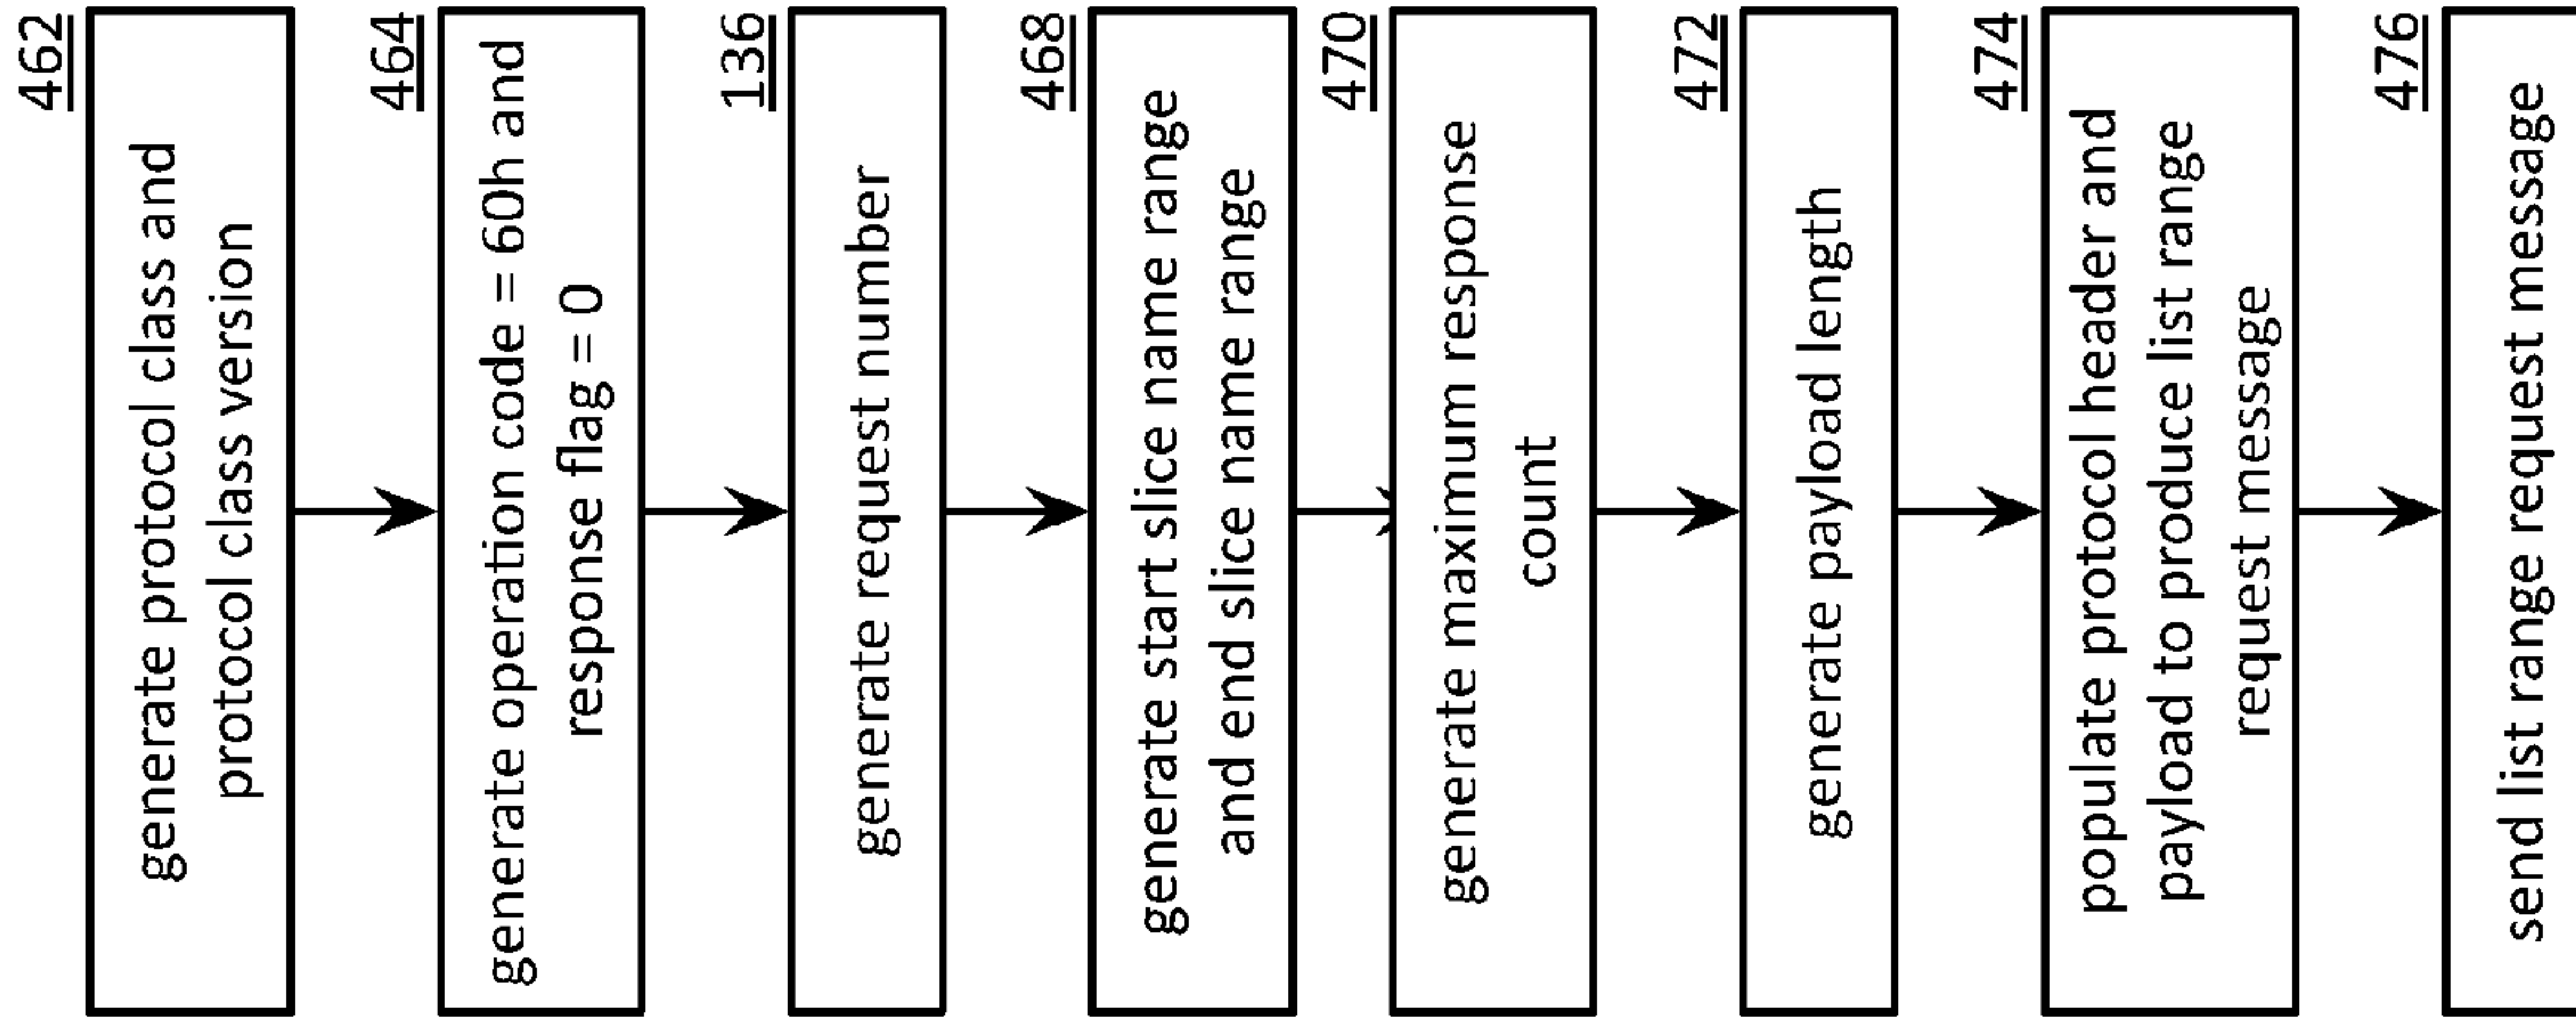 462
generate protocol class and
protocol class version
464
generate operation code = 60h and
response flag = 0
136
generate request number
468
generate start slice name range
and end slice name range
470
generate maximum response
count
472
generate payload length
474
populate protocol header and
payload to produce list range
request message
476
send list range request message